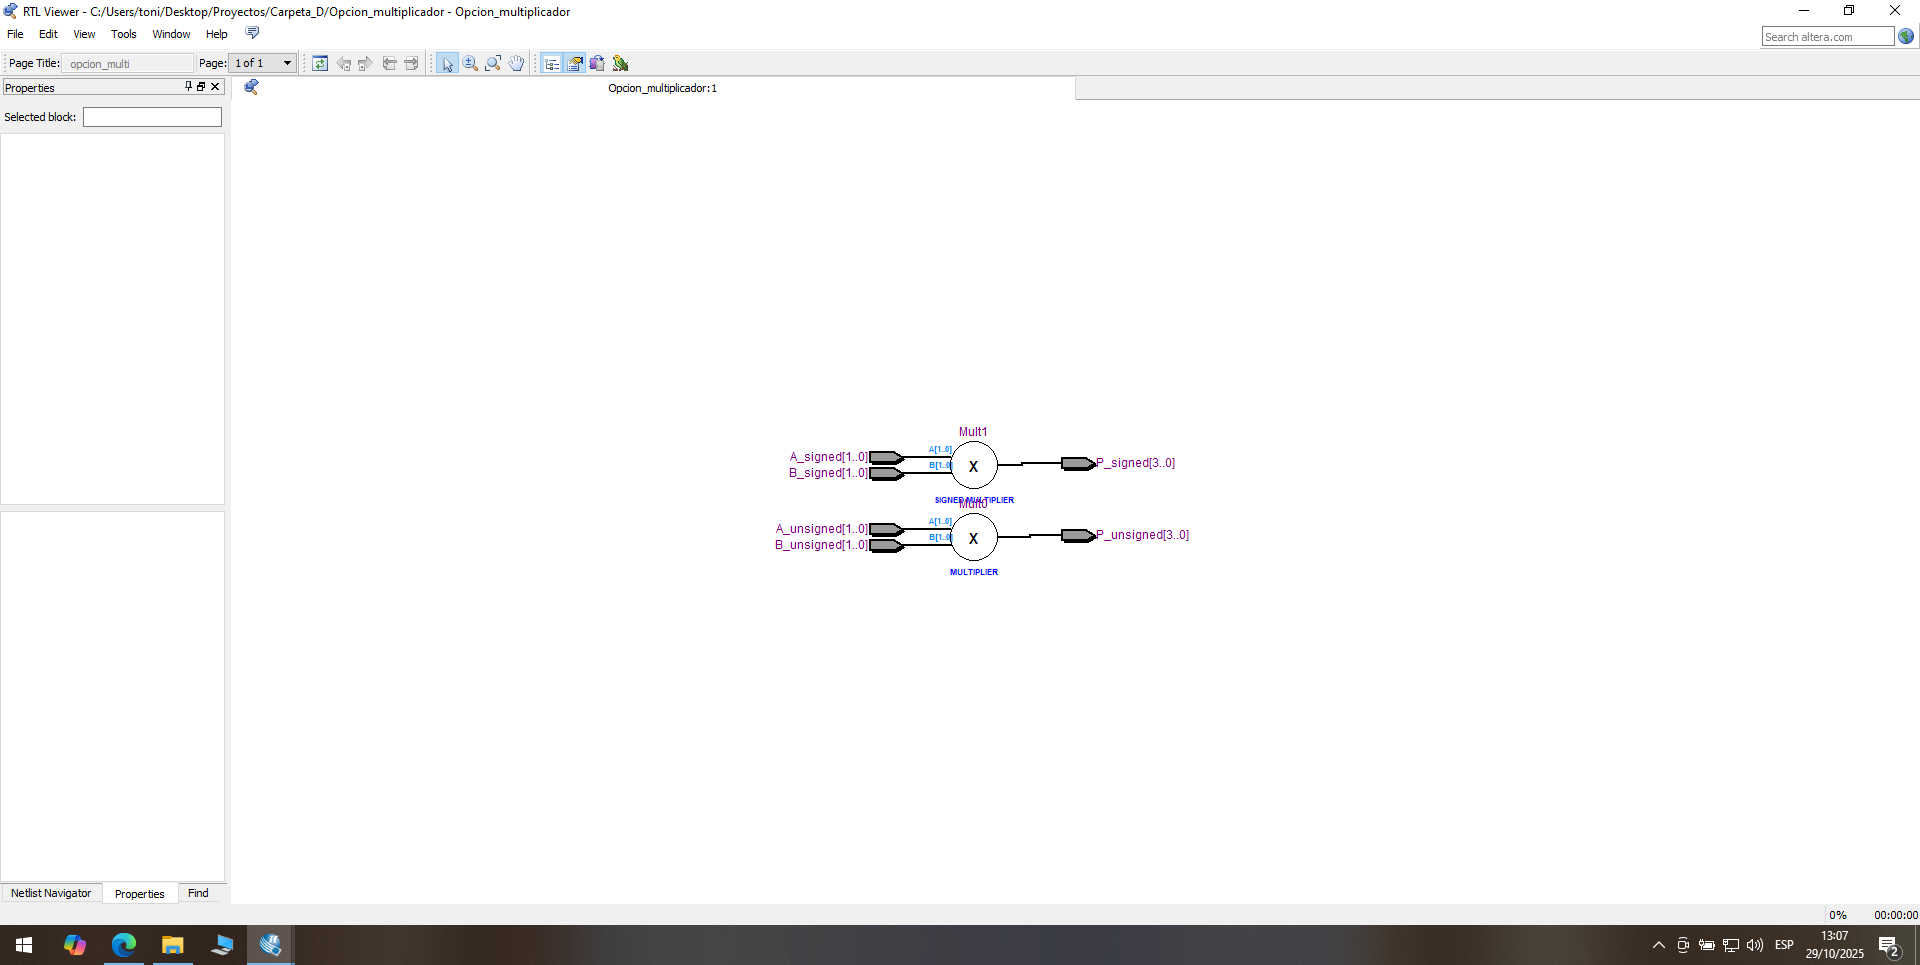 RTL Viewer - C:/Users/toni/Desktop/Proyectos/Carpeta_D/Opcion_multiplicador - Opcion_multiplicador
File Edit View Tools Window Help
Search altera.com
Page Title: opcion_multi Page: 1 of 1
Properties
Opcion_multiplicador:1
Selected block:
Mult1
A_signed[1..0] A[1..0]
B_signed[1..0] B[1..0]
X
P_signed[3..0]
SIGNED MULTIPLIER
Mult0
A_unsigned[1..0] A[1..0]
B_unsigned[1..0] B[1..0]
X
P_unsigned[3..0]
MULTIPLIER
Netlist Navigator Properties Find
0% 00:00:00
ESP
13:07
29/10/2025
2